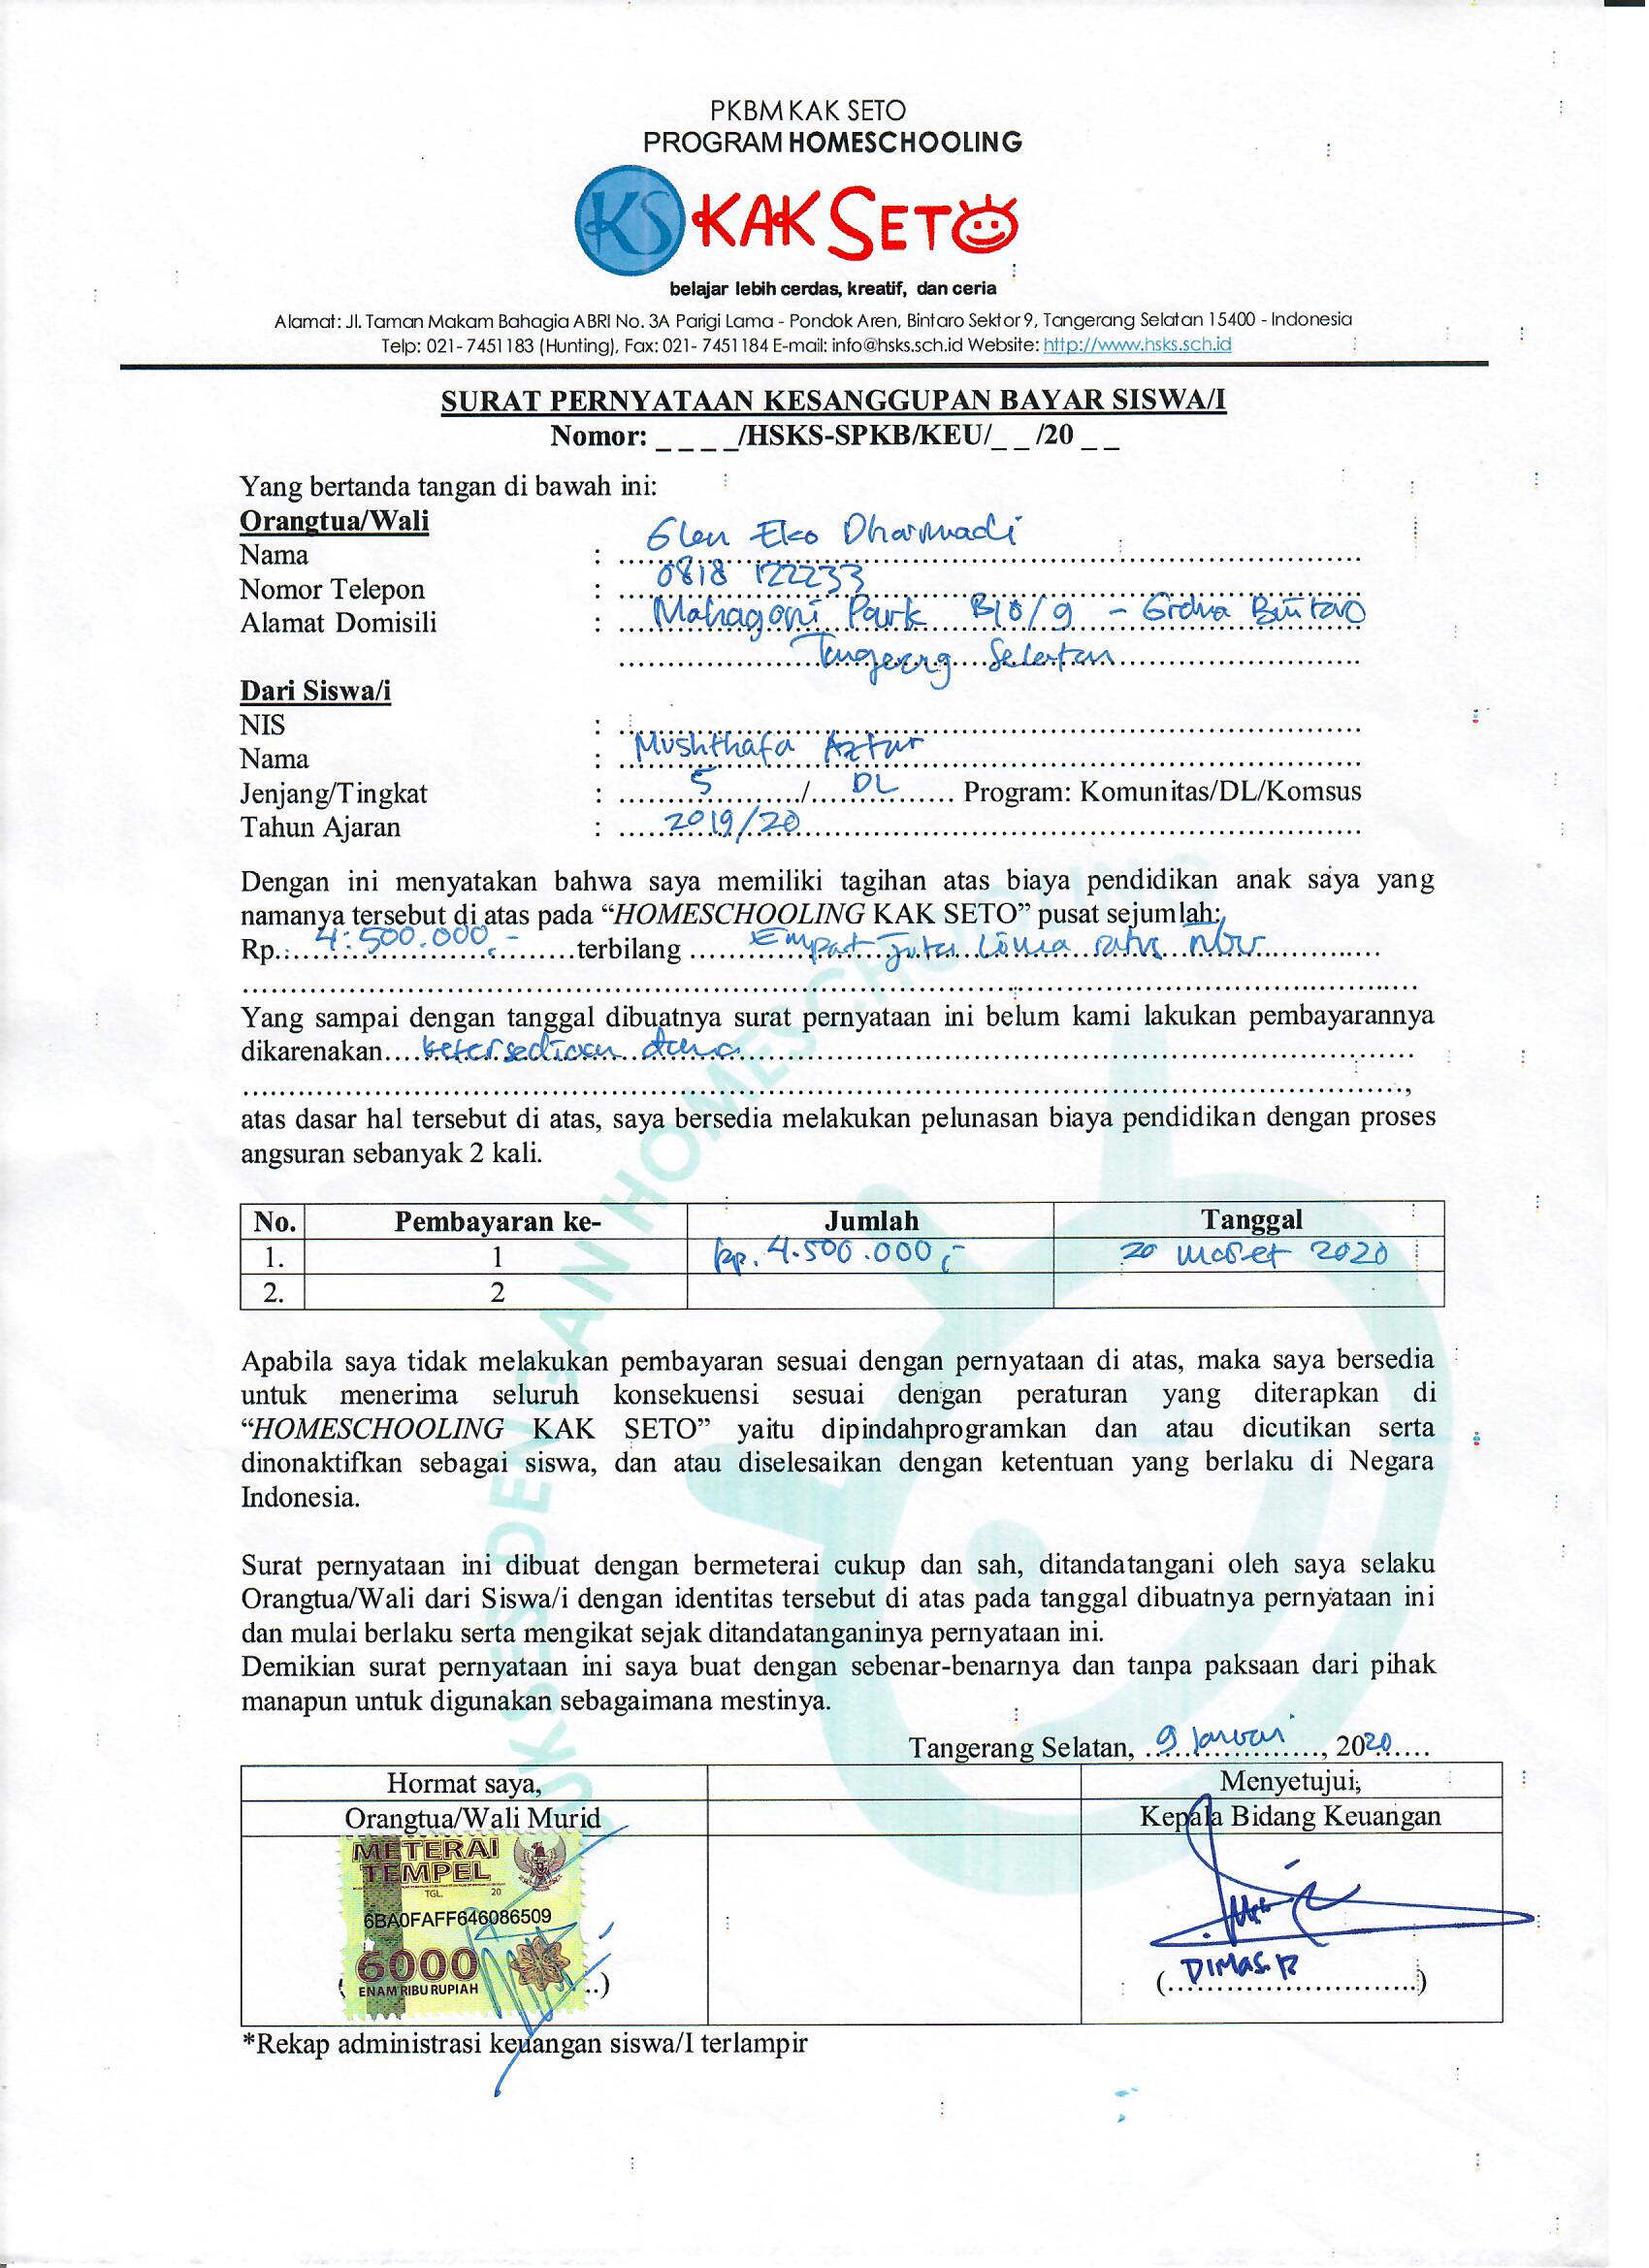 PKBM KAK SETO
PROGRAM HOMESCHOOLING
KS KAK SETO
belajar lebih cerdas, kreatif, dan ceria
Alamat: Jl. Taman Makam Bahagia ABRI No. 3A Parigi Lama - Pondok Aren, Bintaro Sektor 9, Tangerang Selatan 15400 - Indonesia
Telp: 021- 7451183 (Hunting), Fax: 021- 7451184 E-mail: info@hsks.sch.id Website: http://www.hsks.sch.id
SURAT PERNYATAAN KESANGGUPAN BAYAR SISWA/I
Nomor: _ _ _ _/HSKS-SPKB/KEU/_ _ /20 _ _
Yang bertanda tangan di bawah ini:
Orangtua/Wali
Nama : Glen Eko Dharmadi
Nomor Telepon : 0818 122233
Alamat Domisili : Mahagoni Park B10/9 - Bintaro
Selatan
Dari Siswa/i
NIS :
Nama : Mushthafa Aztur
Jenjang/Tingkat : 5 / DL Program: Komunitas/DL/Komsus
Tahun Ajaran : 2019/20
Dengan ini menyatakan bahwa saya memiliki tagihan atas biaya pendidikan anak saya yang
namanya tersebut di atas pada “HOMESCHOOLING KAK SETO” pusat sejumlah:
Rp.: 4.500.000,- terbilang Empat Juta Lima ratus ribu
Yang sampai dengan tanggal dibuatnya surat pernyataan ini belum kami lakukan pembayarannya
dikarenakan ketersediaan dana
,
atas dasar hal tersebut di atas, saya bersedia melakukan pelunasan biaya pendidikan dengan proses
angsuran sebanyak 2 kali.
No. Pembayaran ke- Jumlah Tanggal
1. 1 Rp. 4.500.000,- 20 Maret 2020
2. 2
Apabila saya tidak melakukan pembayaran sesuai dengan pernyataan di atas, maka saya bersedia
untuk menerima seluruh konsekuensi sesuai dengan peraturan yang diterapkan di
“HOMESCHOOLING KAK SETO” yaitu dipindahprogramkan dan atau dicutikan serta
dinonaktifkan sebagai siswa, dan atau diselesaikan dengan ketentuan yang berlaku di Negara
Indonesia.
Surat pernyataan ini dibuat dengan bermeterai cukup dan sah, ditandatangani oleh saya selaku
Orangtua/Wali dari Siswa/i dengan identitas tersebut di atas pada tanggal dibuatnya pernyataan ini
dan mulai berlaku serta mengikat sejak ditandatanganinya pernyataan ini.
Demikian surat pernyataan ini saya buat dengan sebenar-benarnya dan tanpa paksaan dari pihak
manapun untuk digunakan sebagaimana mestinya.
Tangerang Selatan, 9 Januari, 2020
Hormat saya, Menyetujui,
Orangtua/Wali Murid Kepala Bidang Keuangan
METERAI
TEMPEL
TGL. 20
6BA0FAFF646086509
6000
ENAM RIBU RUPIAH
(DIMAS. R)
*Rekap administrasi keuangan siswa/I terlampir
DENGAN HOMESCHOOLING